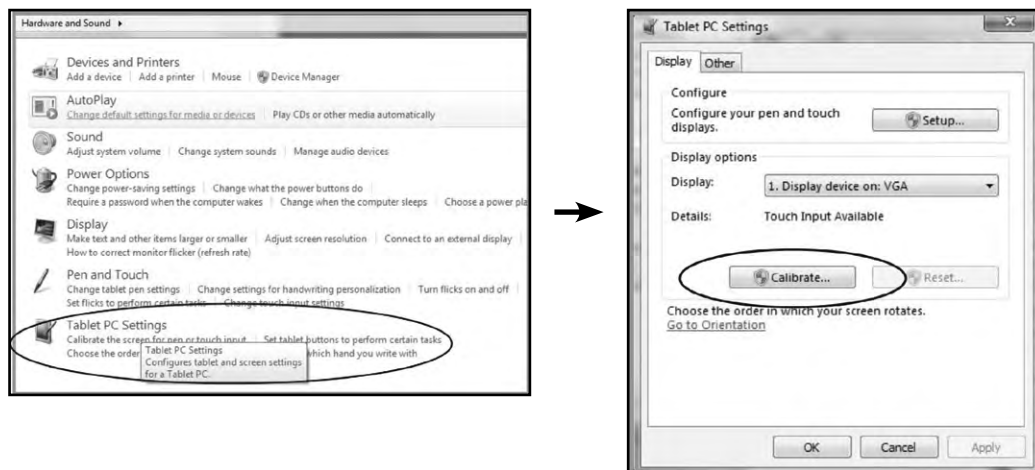 Hardware and Sound
Devices and Printers
Add a device Add a printer Mouse Device Manager
AutoPlay
Change default settings for media or devices Play CDs or other media automatically
Sound
Adjust system volume Change system sounds Manage audio devices
Power Options
Change power-saving settings Change what the power buttons do
Require a password when the computer wakes Change when the computer sleeps Choose a power pla
Display
Make text and other items larger or smaller Adjust screen resolution Connect to an external display
How to correct monitor flicker (refresh rate)
Pen and Touch
Change tablet pen settings Change settings for handwriting personalization Turn flicks on and off
Set flicks to perform certain tasks Change touch input settings
Tablet PC Settings
Calibrate the screen for pen or touch input Set tablet buttons to perform certain tasks
Choose the order which hand you write with
Tablet PC Settings
Configures tablet and screen settings
for a Tablet PC.
Tablet PC Settings
Display Other
Configure
Configure your pen and touch
displays.
Setup...
Display options
Display: 1. Display device on: VGA
Details: Touch Input Available
Calibrate... Reset...
Choose the order in which your screen rotates.
Go to Orientation
OK Cancel Apply